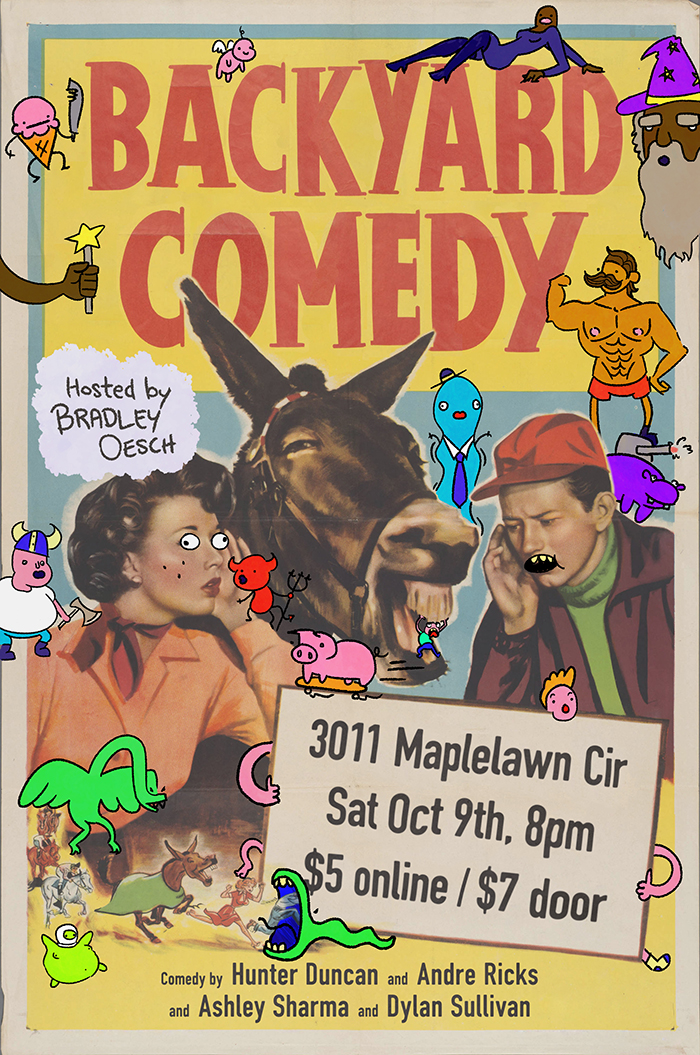 BACKYARD
COMEDY
Hosted by
BRADLEY
OESCH
3011 Maplelawn Cir
Sat Oct 9th, 8pm
$5 online / $7 door
Comedy by Hunter Duncan and Andre Ricks
and Ashley Sharma and Dylan Sullivan